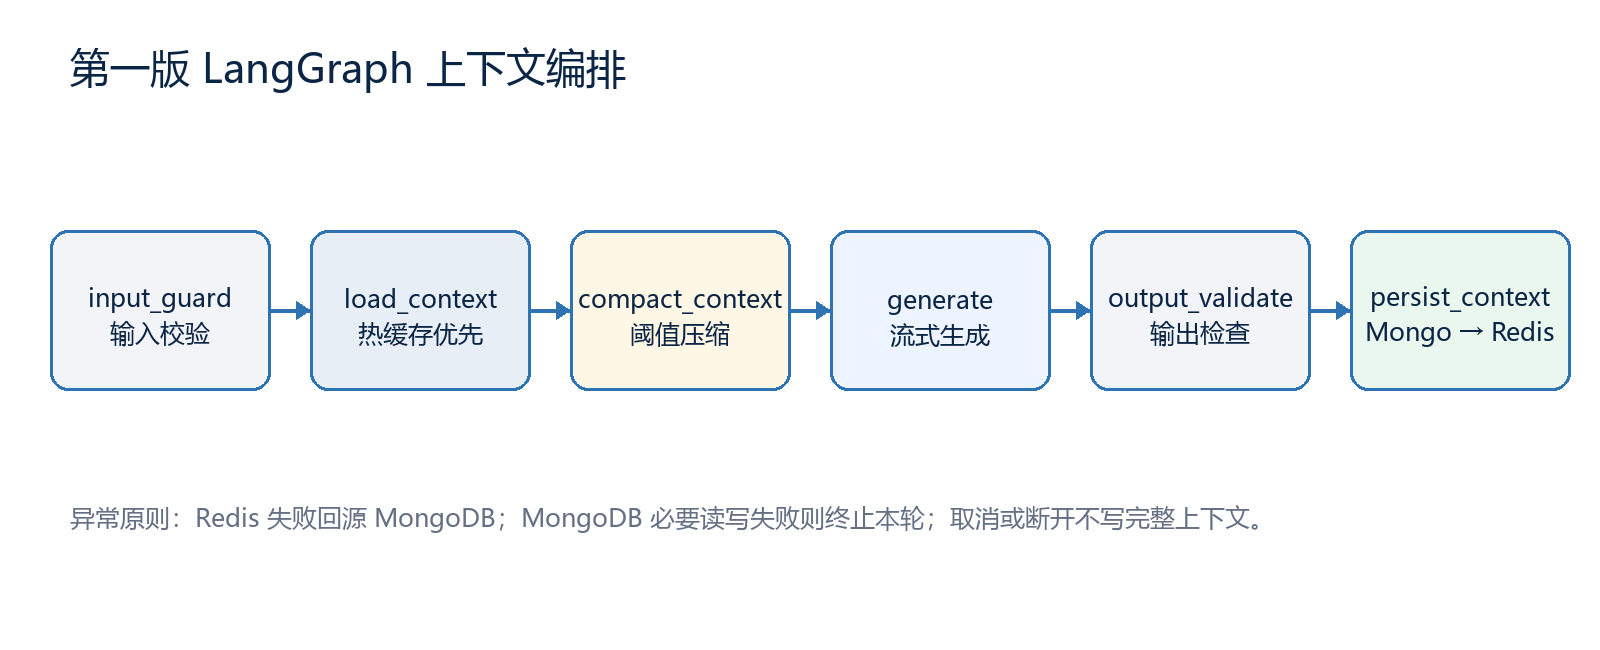 第一版 LangGraph 上下文编排
input_guard
输入校验
load_context
热缓存优先
compact_context
阈值压缩
generate
流式生成
output_validate
输出检查
persist_context
Mongo → Redis
异常原则：Redis 失败回源 MongoDB；MongoDB 必要读写失败则终止本轮；取消或断开不写完整上下文。